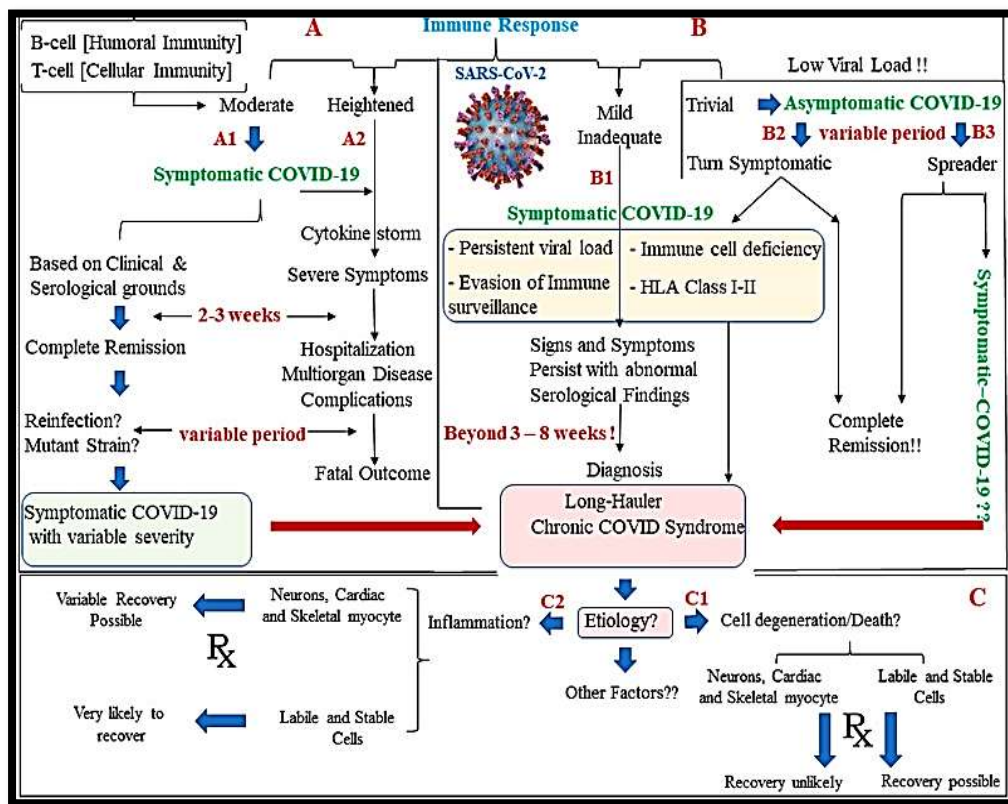 Immune Response
A
B
B-cell [Humoral Immunity]
T-cell [Cellular Immunity]
Moderate
Heightened
A1
A2
Symptomatic COVID-19
Cytokine storm
Severe Symptoms
Based on Clinical &
Serological grounds
2-3 weeks
Complete Remission
Hospitalization
Multiorgan Disease
Complications
Reinfection?
Mutant Strain?
variable period
Fatal Outcome
Symptomatic COVID-19
with variable severity
SARS-CoV-2
Mild
Inadequate
B1
Symptomatic COVID-19
- Persistent viral load
- Evasion of Immune
surveillance
- Immune cell deficiency
- HLA Class I-II
Signs and Symptoms
Persist with abnormal
Serological Findings
Beyond 3 – 8 weeks!
Diagnosis
Long-Hauler
Chronic COVID Syndrome
Low Viral Load !!
Trivial
Asymptomatic COVID-19
B2
variable period
B3
Turn Symptomatic
Spreader
Complete
Remission!!
Symptomatic–COVID-19 ??
C
Etiology?
C1
C2
Inflammation?
Neurons, Cardiac
and Skeletal myocyte
Variable Recovery
Possible
Rx
Labile and Stable
Cells
Very likely to
recover
Other Factors??
Cell degeneration/Death?
Neurons, Cardiac
and Skeletal myocyte
Labile and Stable
Cells
Rx
Recovery unlikely
Recovery possible